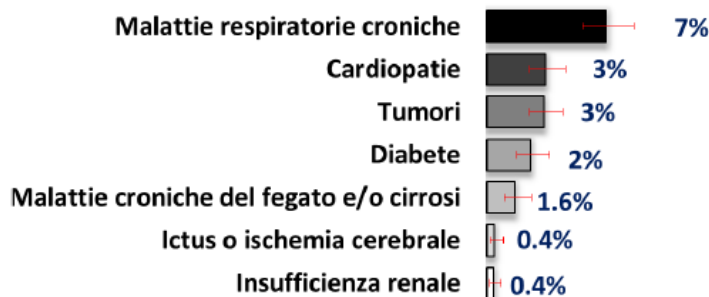 Malattie respiratorie croniche 7%
Cardiopatie 3%
Tumori 3%
Diabete 2%
Malattie croniche del fegato e/o cirrosi 1.6%
Ictus o ischemia cerebrale 0.4%
Insufficienza renale 0.4%